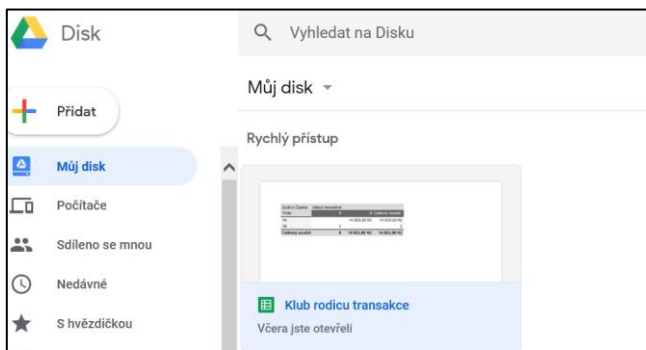 Disk
Vyhledat na Disku
Můj disk
Přidat
Rychlý přístup
Můj disk
Počítače
Sdíleno se mnou
Nedávné
S hvězdičkou
Klub rodicu transakce
Včera jste otevřeli